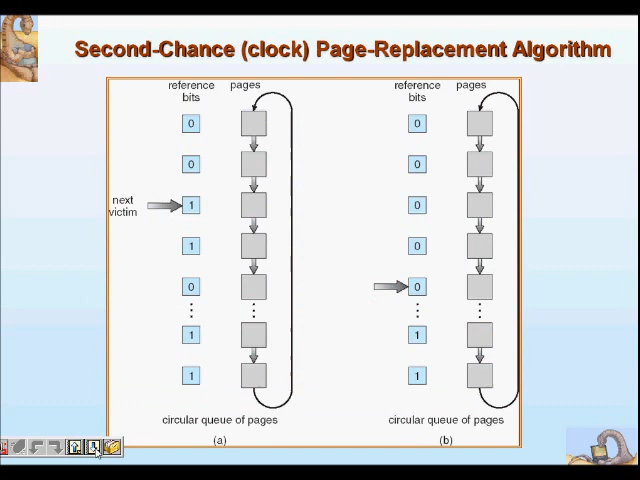 Second-Chance (clock) Page-Replacement Algorithm
reference bits
pages
0
0
next victim
1
1
0
1
1
circular queue of pages
(a)
reference bits
pages
0
0
0
0
0
1
1
circular queue of pages
(b)